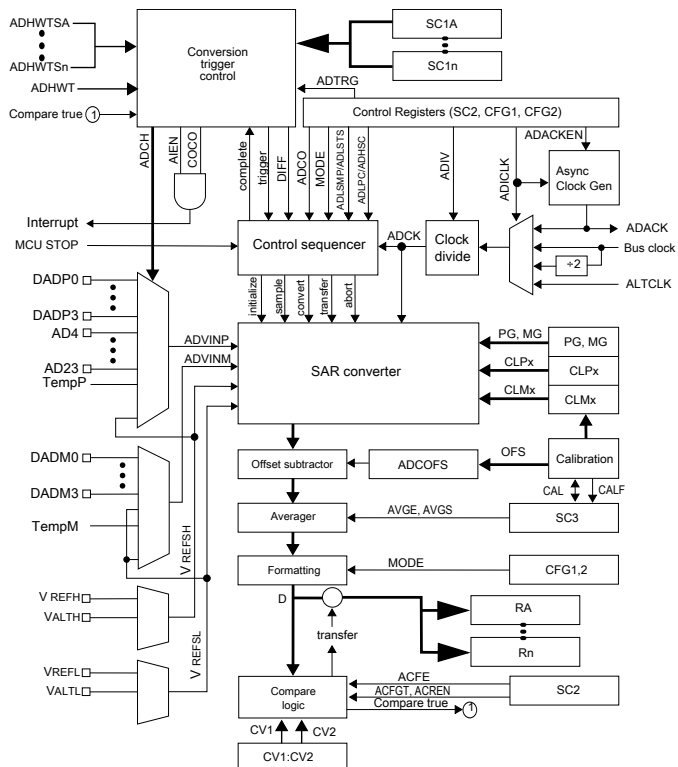 ADHWTSA
ADHWTSn
ADHWT
Compare true 1
Conversion
trigger
control
SC1A
SC1n
ADTRG
Control Registers (SC2, CFG1, CFG2)
ADCH
AIEN
COCO
complete
trigger
DIFF
ADCO
MODE
ADLSMP/ADLSTS
ADLPC/ADHSC
ADIV
ADICLK
ADACKEN
Async
Clock Gen
Interrupt
MCU STOP
Control sequencer
ADCK
Clock
divide
ADACK
Bus clock
÷2
ALTCLK
initialize
sample
convert
transfer
abort
DADP0
DADP3
AD4
AD23
TempP
ADVINP
ADVINM
SAR converter
PG, MG
CLPx
CLMx
PG, MG
CLPx
CLMx
DADM0
DADM3
TempM
Offset subtractor
ADCOFS
OFS
Calibration
CAL
CALF
Averager
AVGE, AVGS
SC3
Formatting
MODE
CFG1,2
V REFSH
V REFSL
V REFH
VALTH
VREFL
VALTL
D
transfer
RA
Rn
Compare
logic
ACFE
ACFGT, ACREN
Compare true
1
SC2
CV1
CV2
CV1:CV2